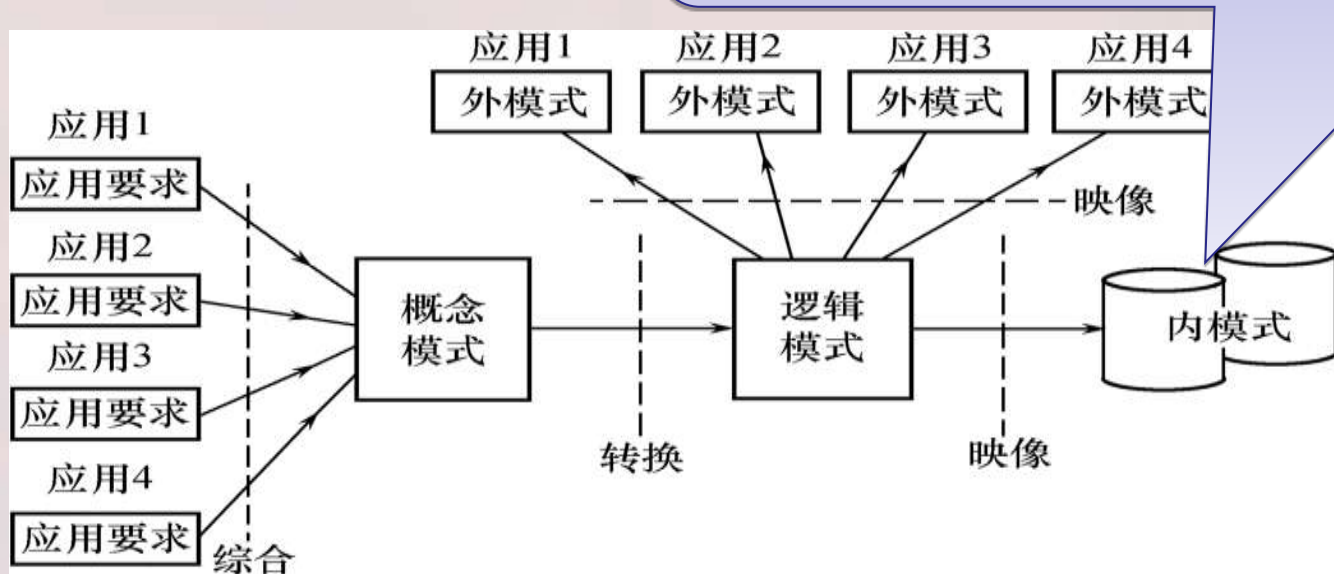 应用1
应用2
应用3
应用4
外模式
外模式
外模式
外模式
映像
应用1
应用要求
应用2
应用要求
应用3
应用要求
应用4
应用要求
综合
概念
模式
转换
逻辑
模式
映像
内模式